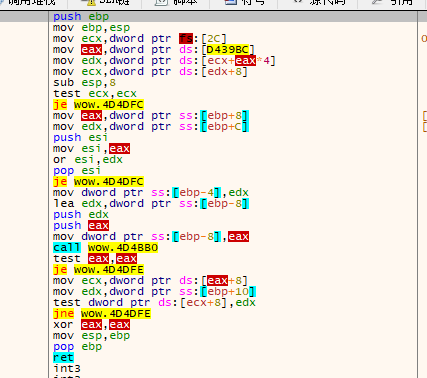 调用堆栈 SEH链 脚本 符号 源代码 引用
push ebp
mov ebp,esp
mov ecx,dword ptr fs:[2C]
mov eax,dword ptr ds:[D439BC]
mov edx,dword ptr ds:[ecx+eax*4]
mov ecx,dword ptr ds:[edx+8]
sub esp,8
test ecx,ecx
je wow.4D4DFC
mov eax,dword ptr ss:[ebp+8]
mov edx,dword ptr ss:[ebp+C]
push esi
mov esi,eax
or esi,edx
pop esi
je wow.4D4DFC
mov dword ptr ss:[ebp-4],edx
lea edx,dword ptr ss:[ebp-8]
push edx
push eax
mov dword ptr ss:[ebp-8],eax
call wow.4D4BB0
test eax,eax
je wow.4D4DFE
mov ecx,dword ptr ds:[eax+8]
mov edx,dword ptr ss:[ebp+10]
test dword ptr ds:[ecx+8],edx
jne wow.4D4DFE
xor eax,eax
mov esp,ebp
pop ebp
ret
int3